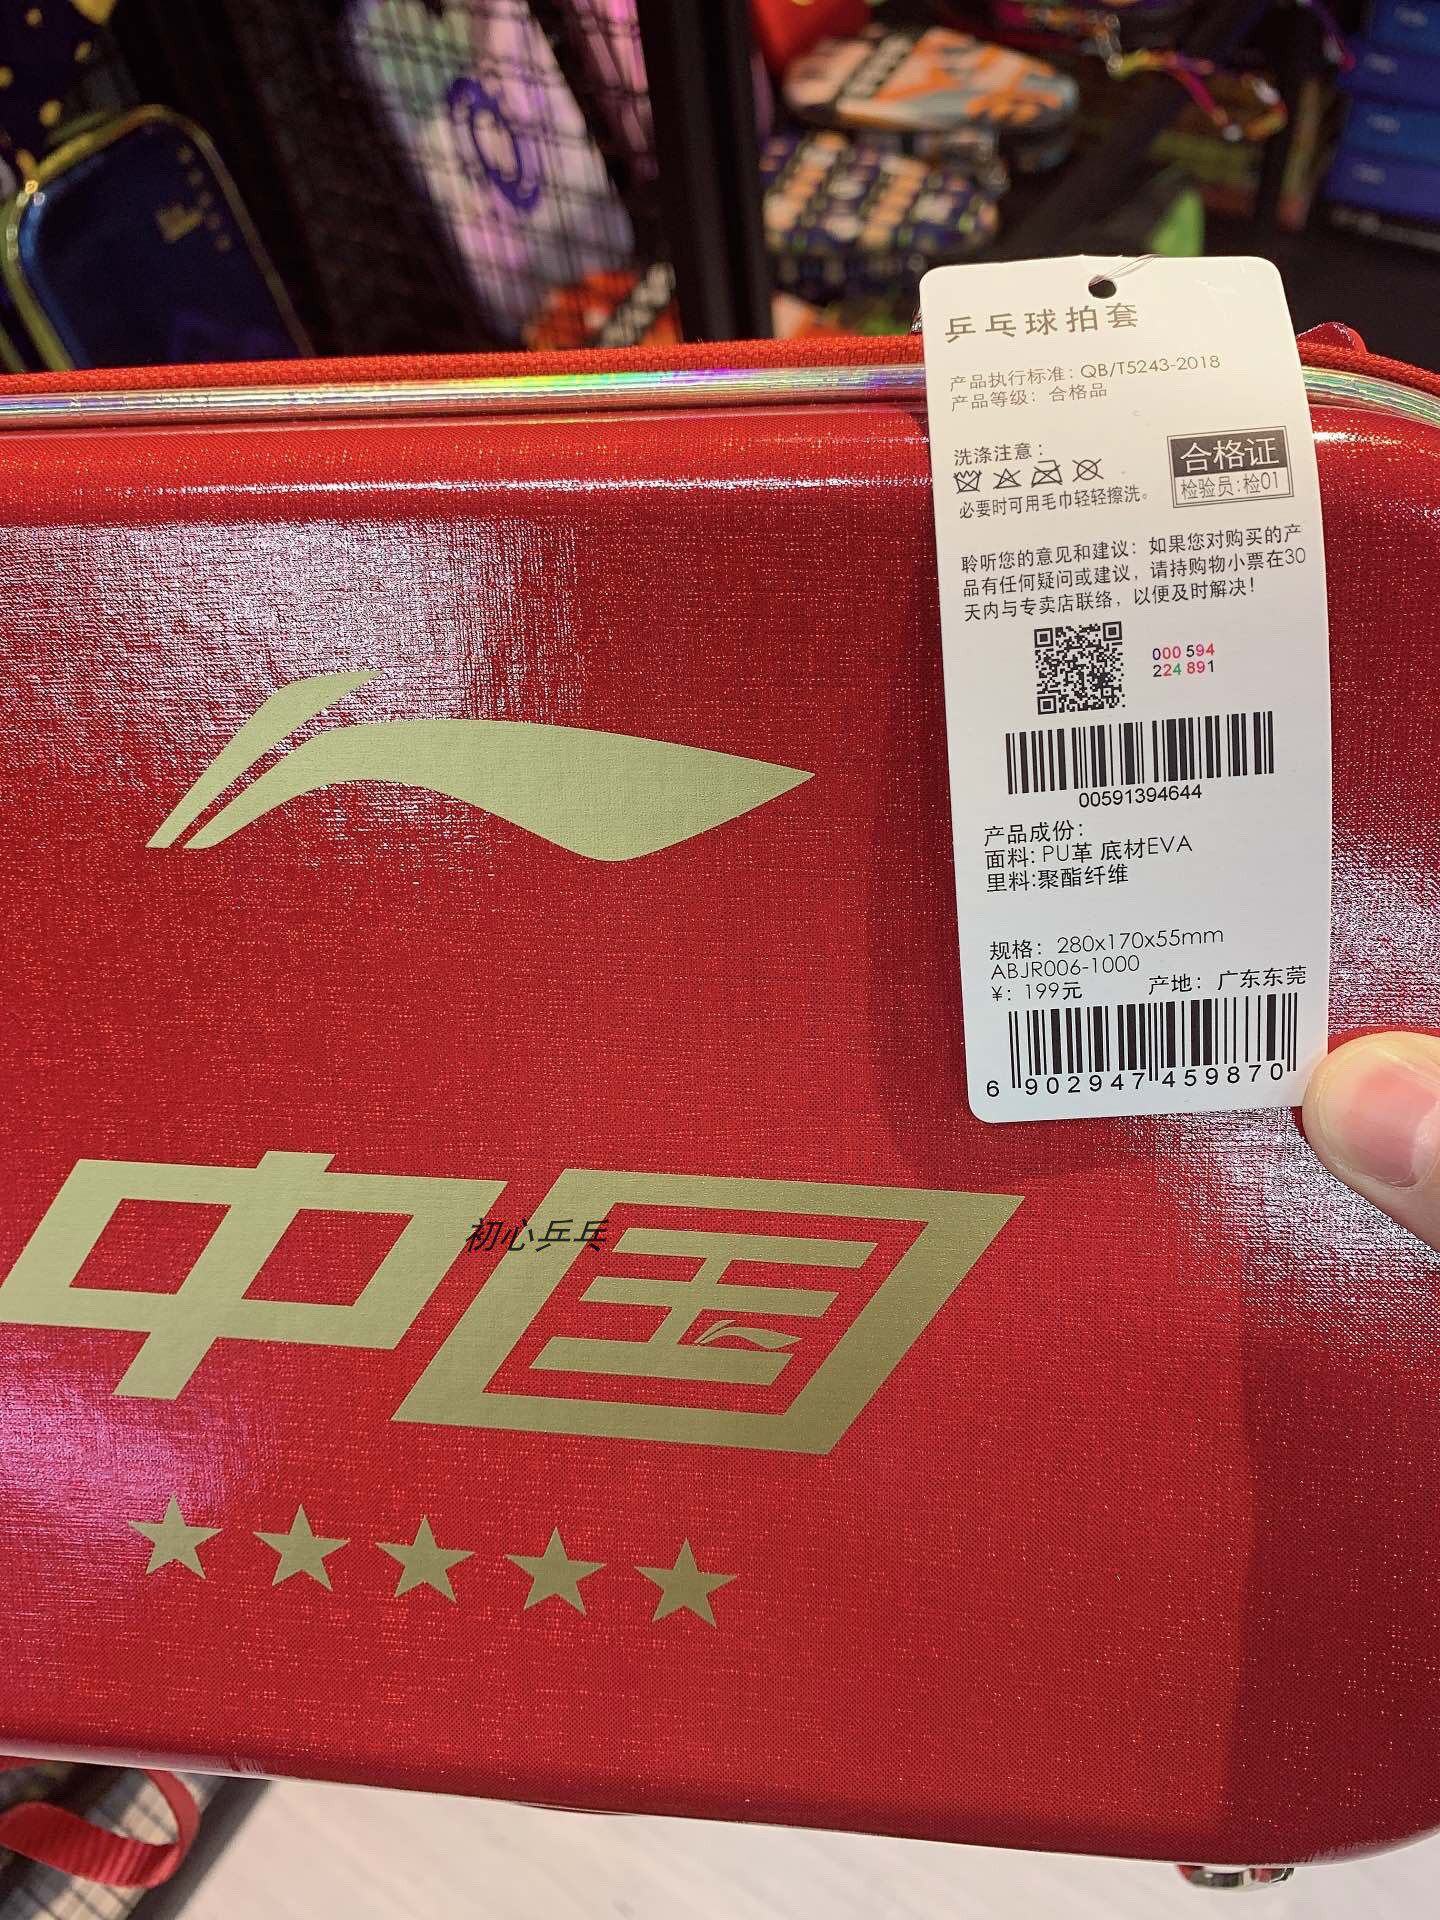 乒乓球拍套
产品执行标准：QB/T5243-2018
产品等级：合格品
洗涤注意：
必要时可用毛巾轻轻擦洗。
合格证
检验员:检01
聆听您的意见和建议：如果您对购买的产
品有任何疑问或建议，请持购物小票在30
天内与专卖店联络，以便及时解决！
000 594
224 891
00591394644
产品成份：
面料: PU革 底材EVA
里料:聚酯纤维
规格：280x170x55mm
ABJR006-1000
¥：199元 产地：广东东莞
6 902947 459870
中国
初心乒乓